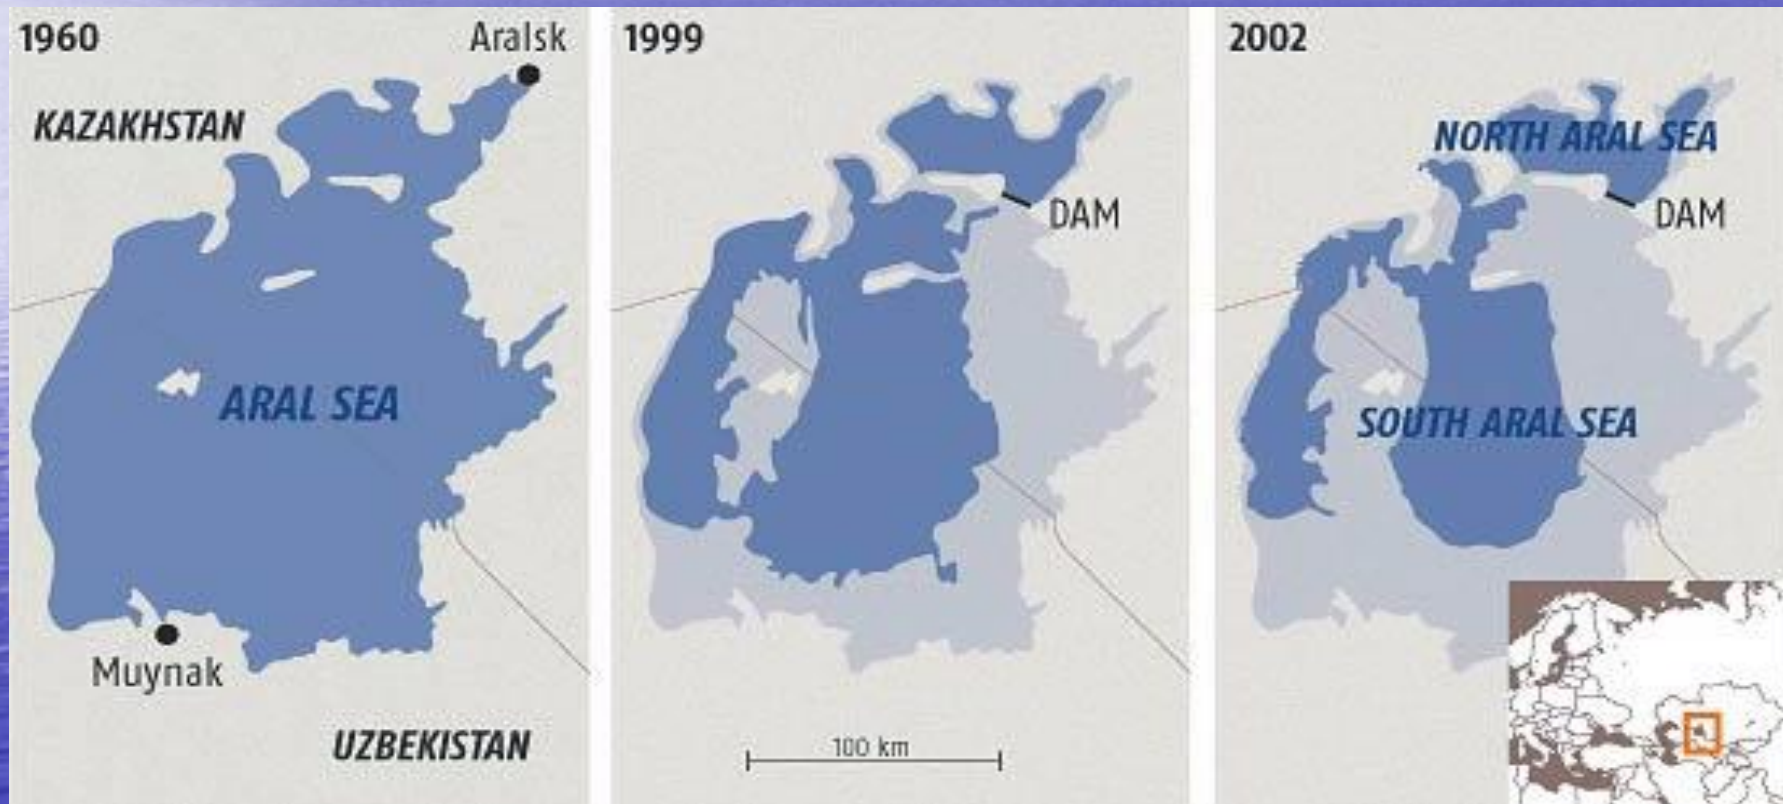 1960
Aralsk
KAZAKHSTAN
ARAL SEA
Muynak
UZBEKISTAN
1999
DAM
100 km
2002
NORTH ARAL SEA
DAM
SOUTH ARAL SEA